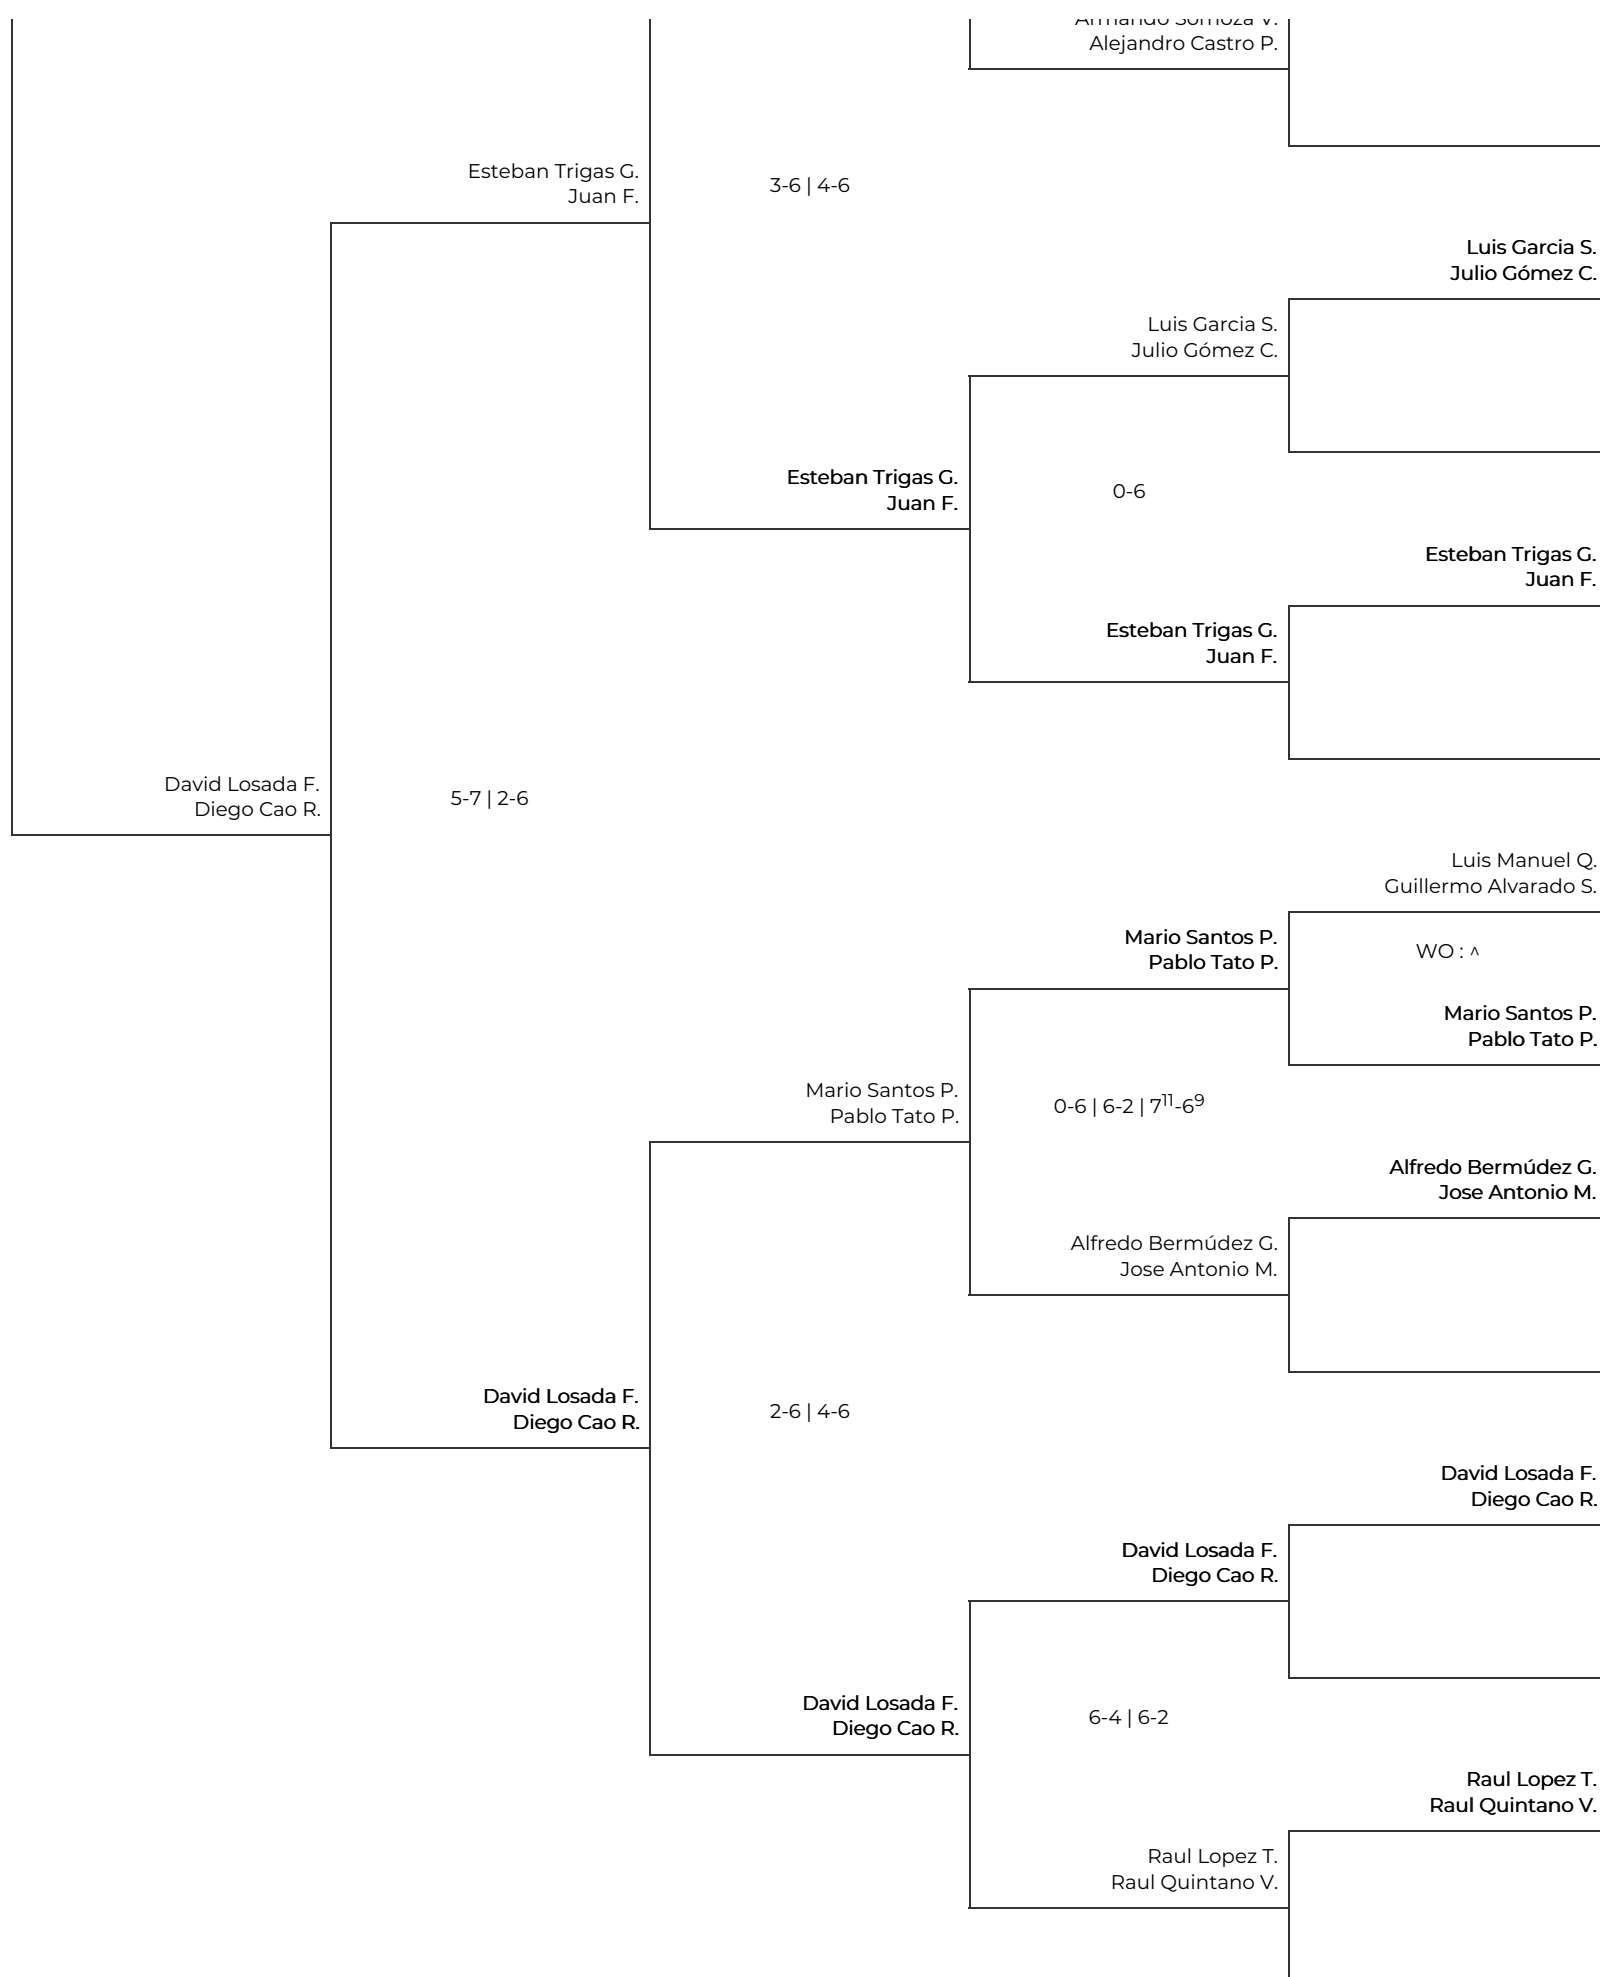 Alejandro Castro P.
Esteban Trigas G.
Juan F.
3-6 | 4-6
Luis Garcia S.
Julio Gómez C.
Luis Garcia S.
Julio Gómez C.
Esteban Trigas G.
Juan F.
0-6
Esteban Trigas G.
Juan F.
Esteban Trigas G.
Juan F.
David Losada F.
Diego Cao R.
5-7 | 2-6
Luis Manuel Q.
Guillermo Alvarado S.
Mario Santos P.
Pablo Tato P.
WO : ^
Mario Santos P.
Pablo Tato P.
Mario Santos P.
Pablo Tato P.
0-6 | 6-2 | 7¹¹-6⁹
Alfredo Bermúdez G.
Jose Antonio M.
Alfredo Bermúdez G.
Jose Antonio M.
David Losada F.
Diego Cao R.
2-6 | 4-6
David Losada F.
Diego Cao R.
David Losada F.
Diego Cao R.
David Losada F.
Diego Cao R.
6-4 | 6-2
Raul Lopez T.
Raul Quintano V.
Raul Lopez T.
Raul Quintano V.